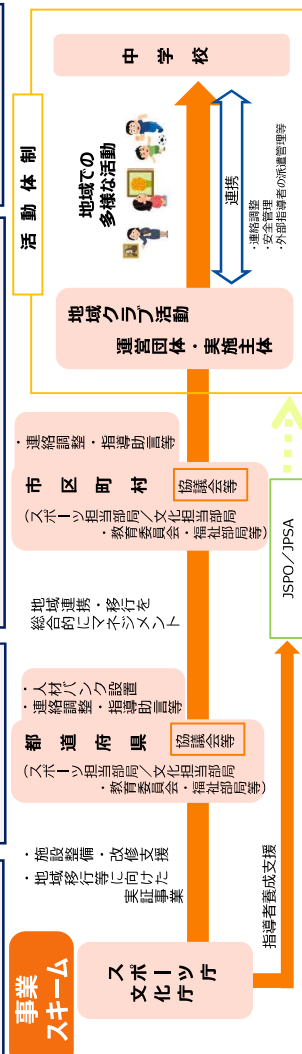 事業
スキーム
スポーツ庁
文化庁
・施設整備・改修支援
・地域移行等に向けた
実証事業
指導者養成支援
・人材バンク設置
・連絡調整・指導助言等
都道府県
協議会等
（スポーツ担当部局／文化担当部局
・教育委員会・福祉部局等）
地域連携・移行を
総合的にマネジメント
・連絡調整・指導助言等
市区町村
協議会等
（スポーツ担当部局／文化担当部局
・教育委員会・福祉部局等）
JSPO／JPSA
活動体制
地域クラブ活動
運営団体・実施主体
地域での
多様な活動
連携
・連絡調整
・安全管理
・外部指導者の派遣管理等
中学校